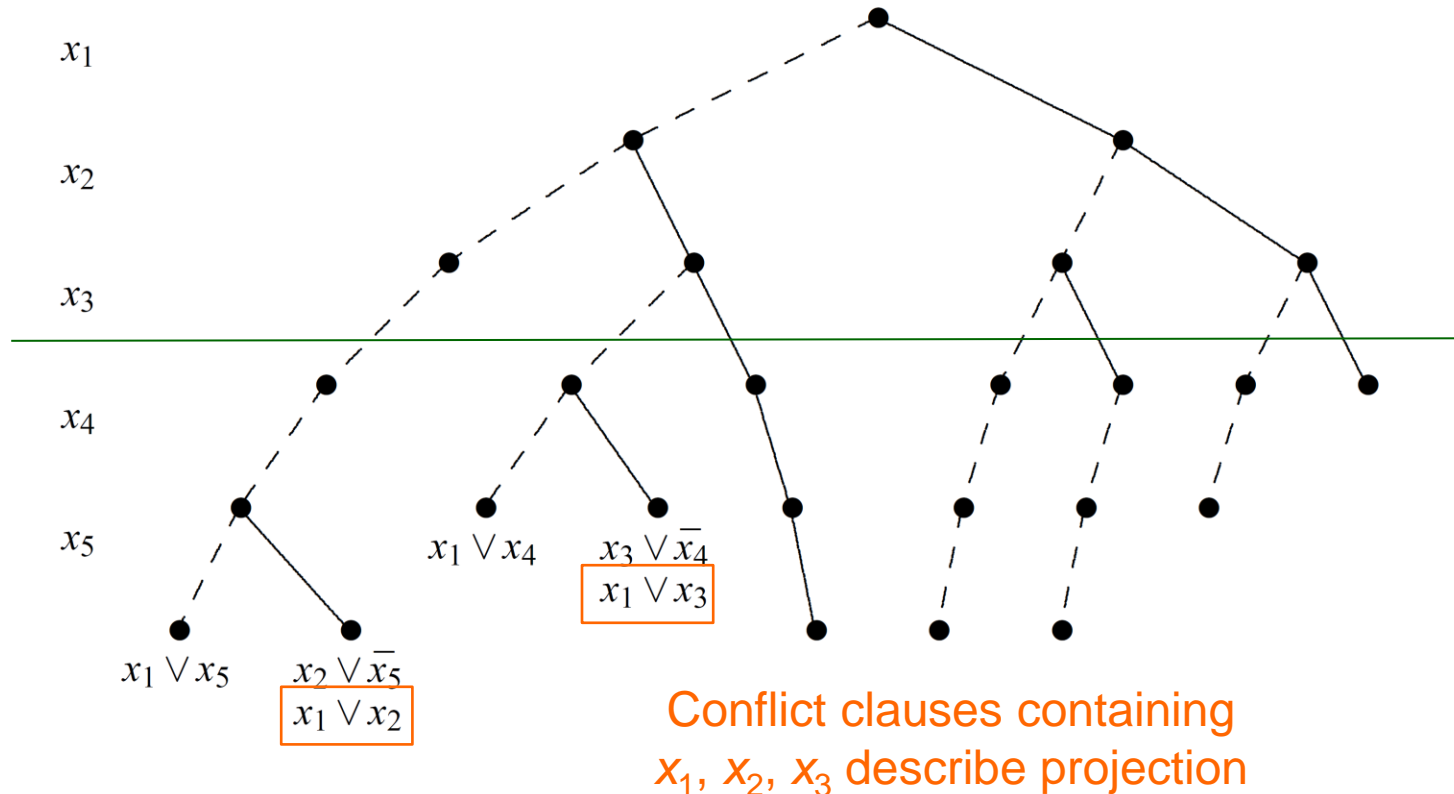 x₁
x₂
x₃
x₄
x₅
x₁ ∨ x₄
x₃ ∨ x̄₄
x₁ ∨ x₃
x₁ ∨ x₅
x₂ ∨ x̄₅
x₁ ∨ x₂
Conflict clauses containing
x₁, x₂, x₃ describe projection